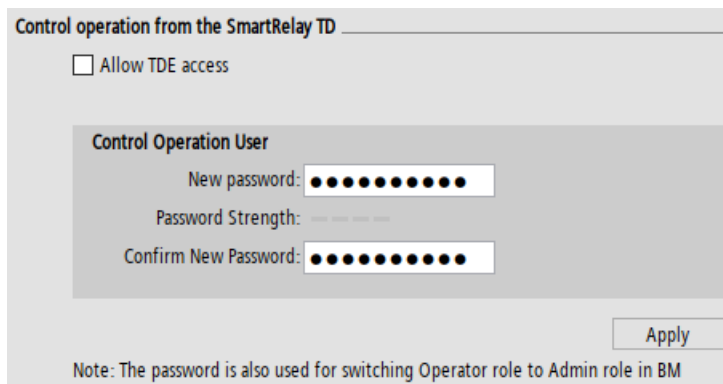 Control operation from the SmartRelay TD
Allow TDE access
Control Operation User
New password: ●●●●●●●●●●
Password Strength:
Confirm New Password: ●●●●●●●●●●
Apply
Note: The password is also used for switching Operator role to Admin role in BM